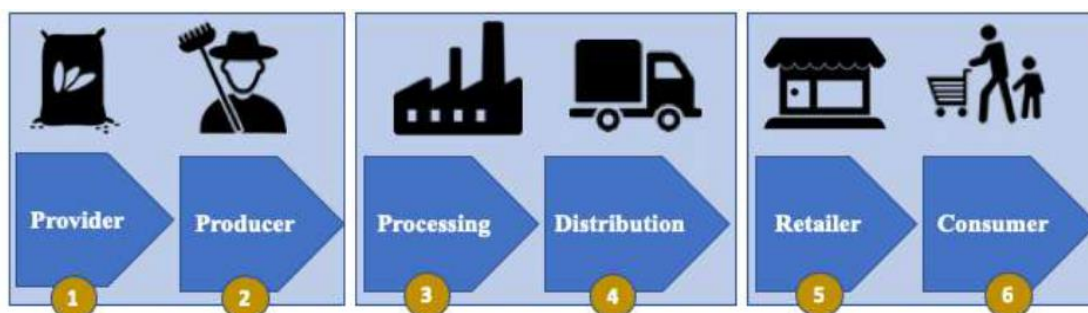 Provider
Producer
Processing
Distribution
Retailer
Consumer
1
2
3
4
5
6